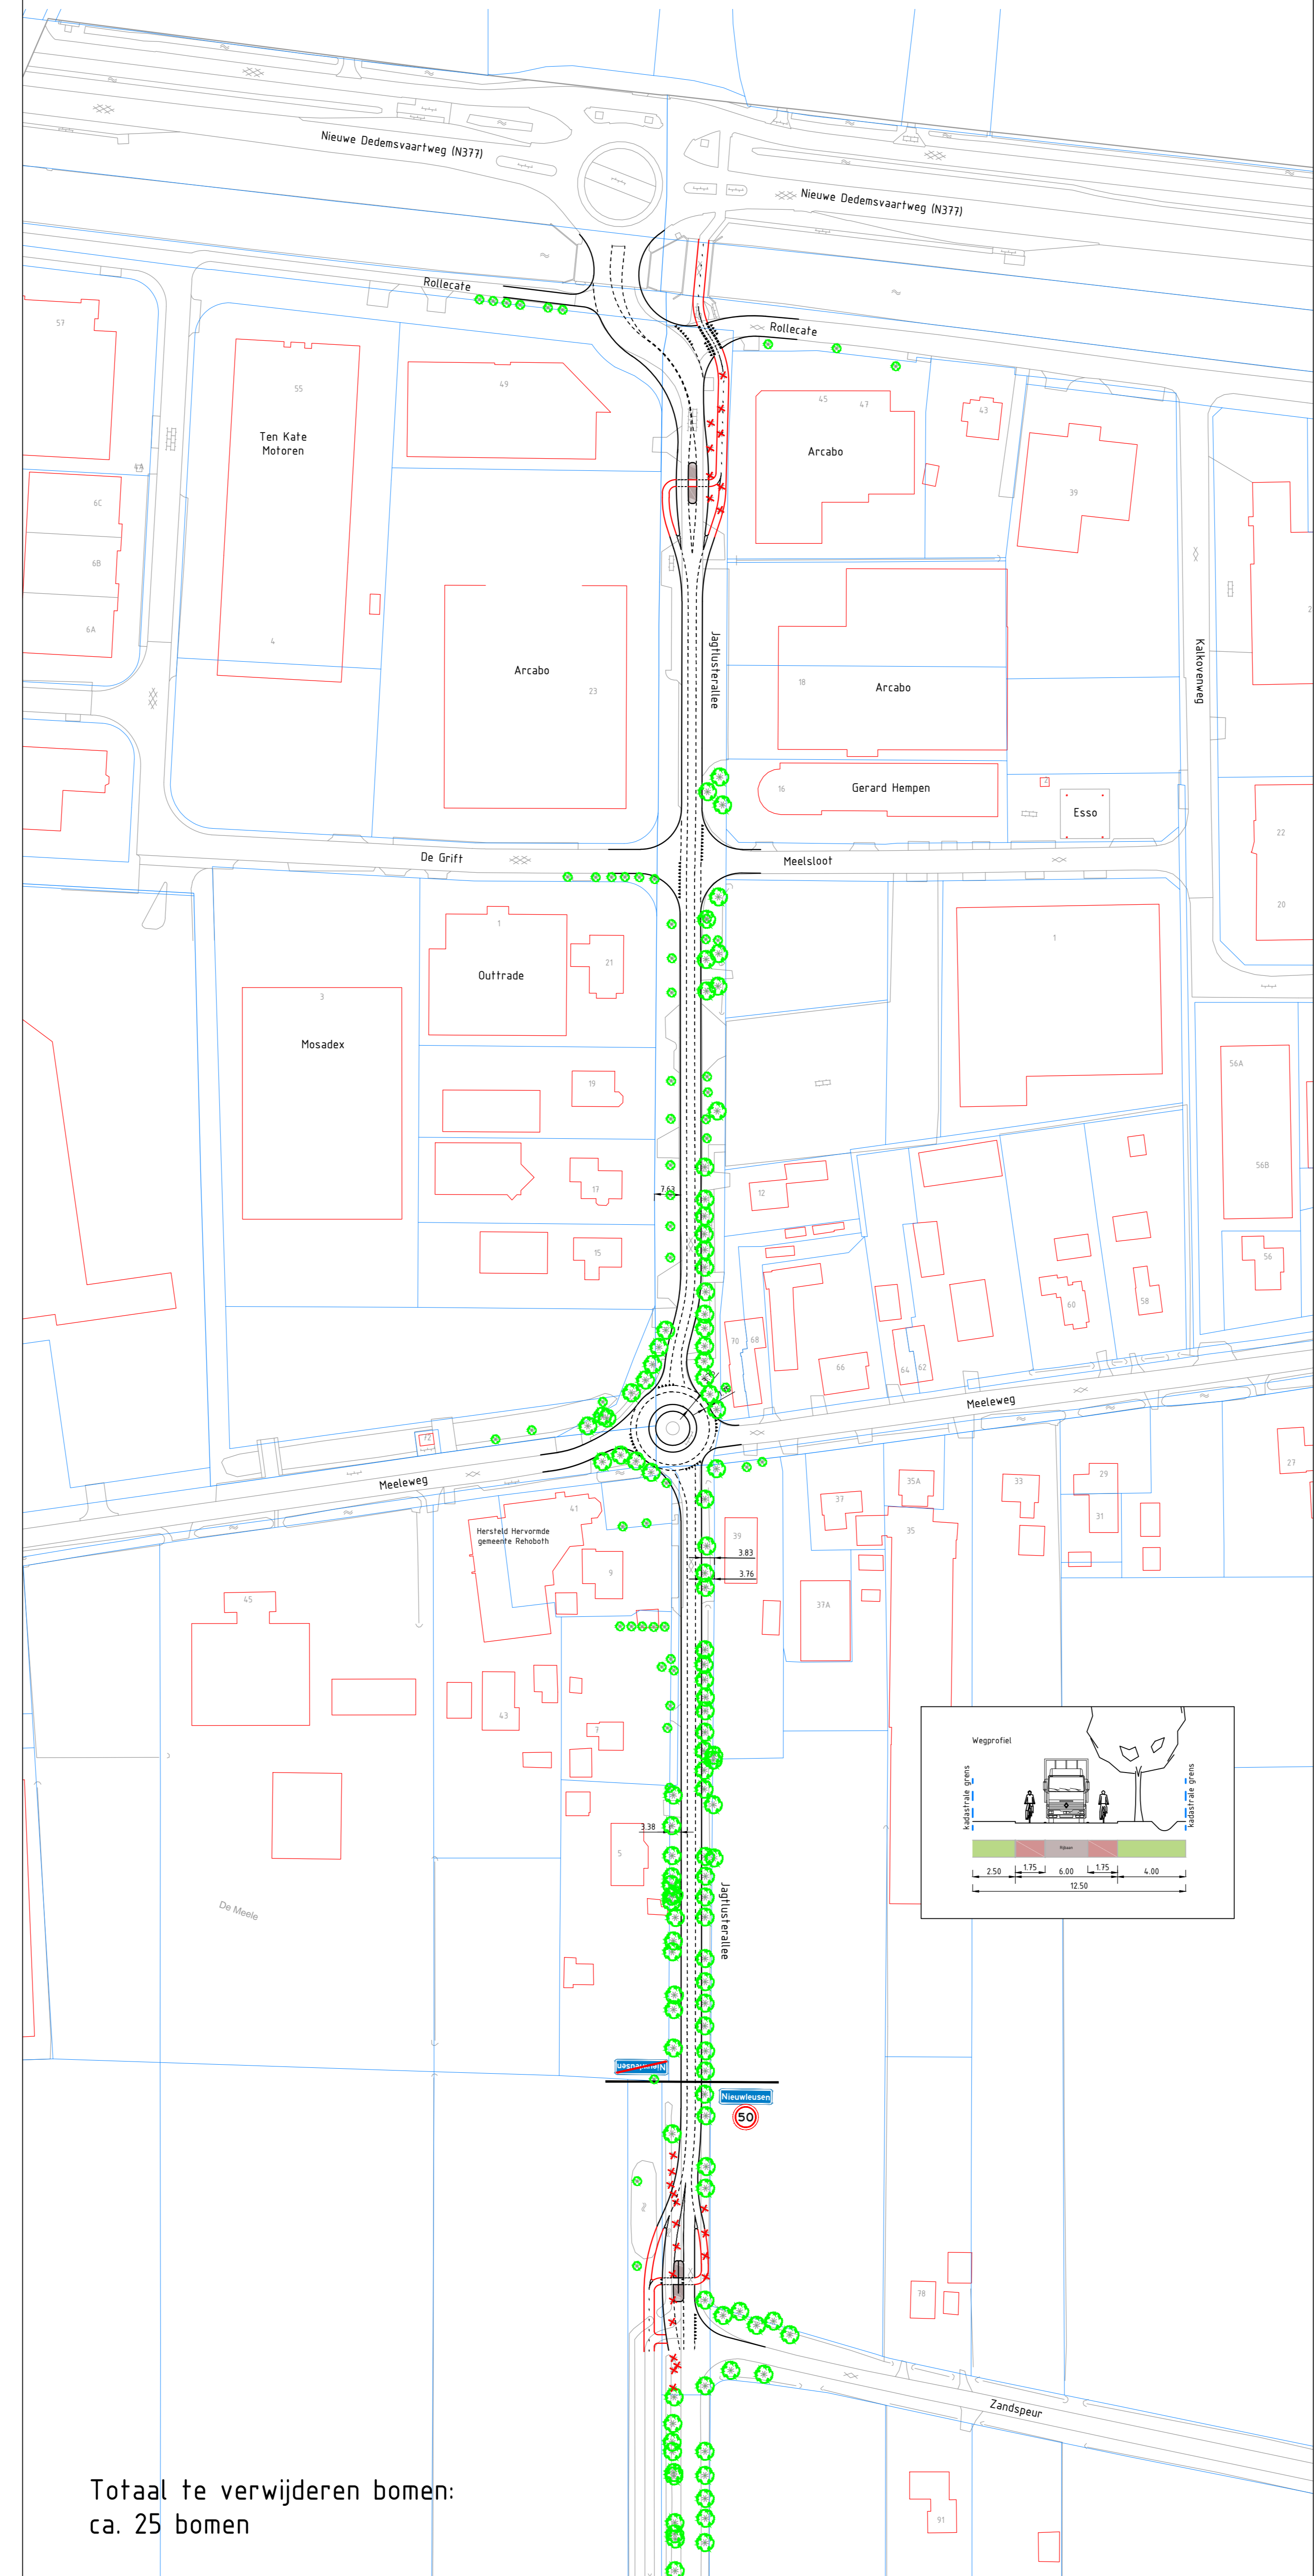 Nieuwe Dedemsvaartweg (N377)
Nieuwe Dedemsvaartweg (N377)
Rollecate
Rollecate
57
55
49
45
47
43
39
Ten Kate
Motoren
Arcabo
6C
6B
6A
4
Arcabo
23
Jagtlusterallee
18
Arcabo
Kalkovenweg
16
Gerard Hempen
2
Esso
22
De Grift
Meelsloot
20
1
Outtrade
21
1
3
Mosadex
19
17
15
7.63
12
56A
56B
56
60
58
70
68
66
64
62
Meeleweg
72
Meeleweg
41
Hersteld Hervormde
gemeente Rehoboth
9
39
3.83
3.76
37
35A
35
33
29
31
27
37A
45
43
7
5
3.38
Jagtlusterallee
De Meele
Wegprofiel
kadastrale grens
kadastrale grens
Rijbaan
2.50
1.75
6.00
1.75
4.00
12.50
Nieuwleusen
Nieuwleusen
50
78
Zandspeur
91
Totaal te verwijderen bomen:
ca. 25 bomen